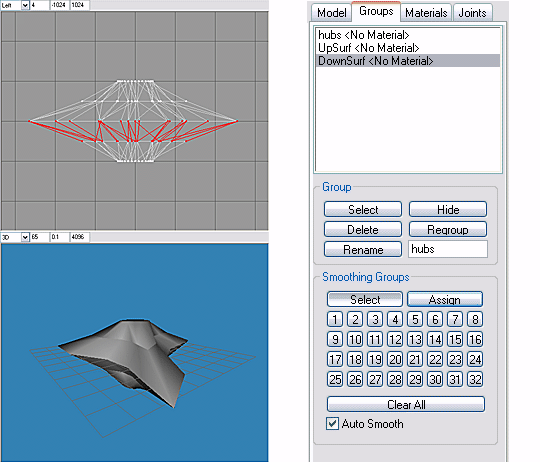 Left 4 -1024 1024
3D 65 0.1 4096
Model Groups Materials Joints
hubs <No Material>
UpSurf <No Material>
DownSurf <No Material>
Group
Select Hide
Delete Regroup
Rename hubs
Smoothing Groups
Select Assign
1 2 3 4 5 6 7 8
9 10 11 12 13 14 15 16
17 18 19 20 21 22 23 24
25 26 27 28 29 30 31 32
Clear All
Auto Smooth